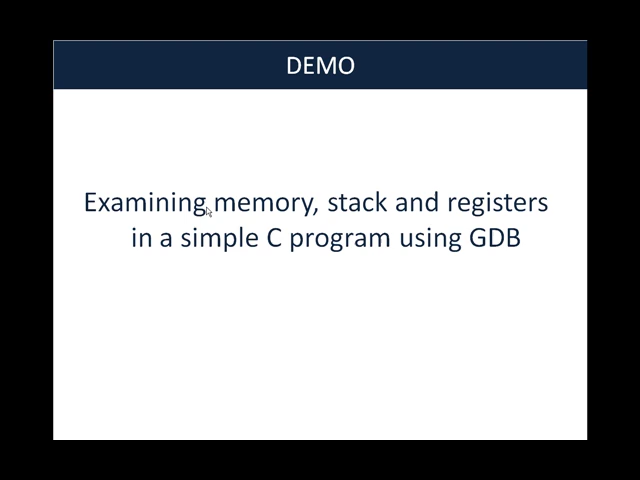 DEMO
Examining memory, stack and registers
in a simple C program using GDB